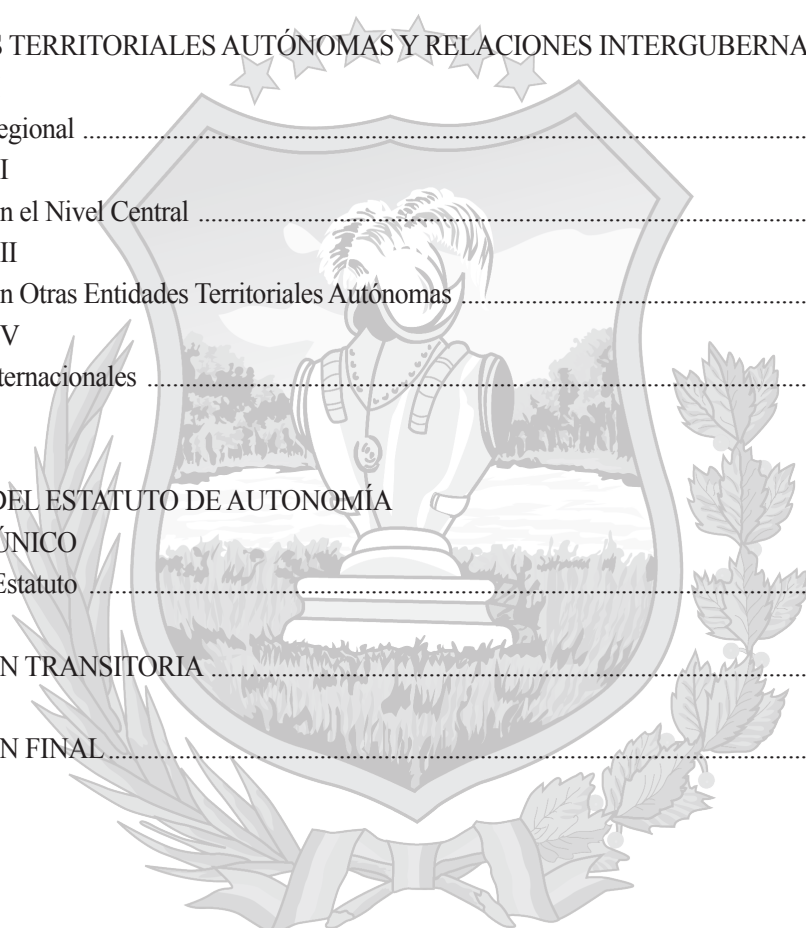 S TERRITORIALES AUTÓNOMAS Y RELACIONES INTERGUBERNA
egional ........................................................................................................................
I
n el Nivel Central ........................................................................................................
II
n Otras Entidades Territoriales Autónomas ..............................................................
V
ternacionales ................................................................................................................
DEL ESTATUTO DE AUTONOMÍA
ÚNICO
Estatuto ........................................................................................................................
N TRANSITORIA ........................................................................................................
N FINAL ........................................................................................................................